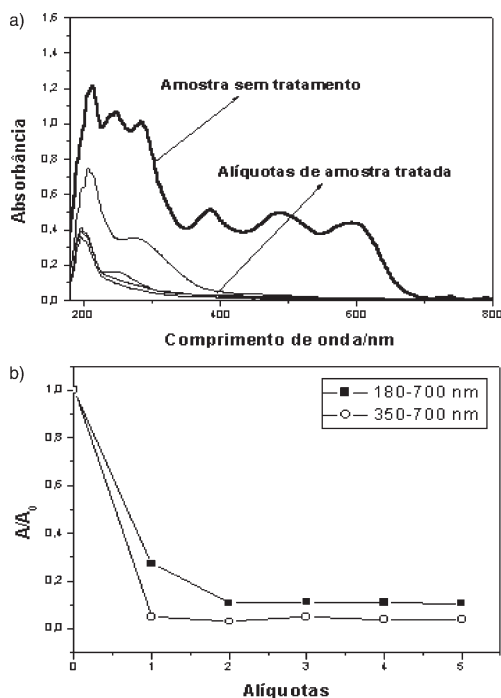 a)
1,6
1,4
1,2
1,0
0,8
0,6
0,4
0,2
0,0
Absorbância
Amostra sem tratamento
Alíquotas de amostra tratada
200
300
400
500
600
700
800
Comprimento de onda/nm
b)
1,0
0,8
0,6
0,4
0,2
0,0
A/A0
180-700 nm
350-700 nm
0
1
2
3
4
5
Alíquotas